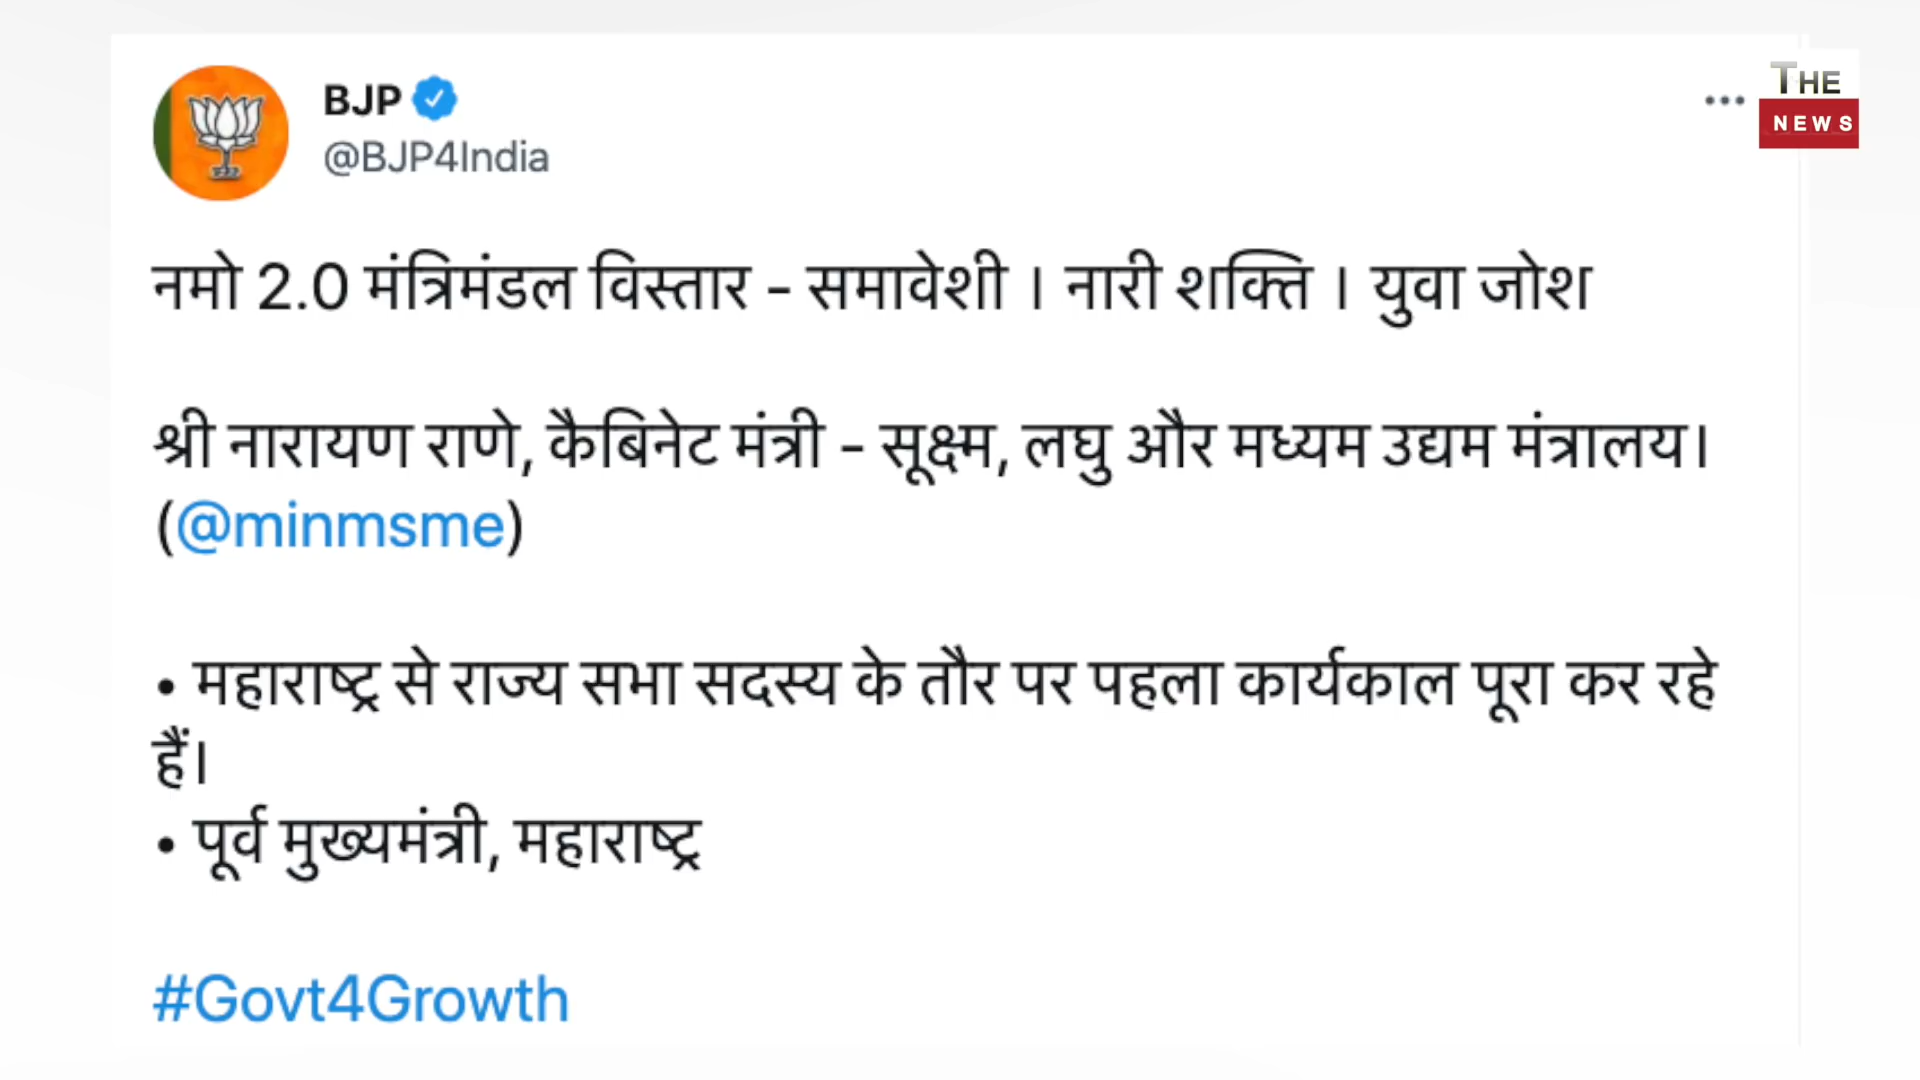 BJP
@BJP4India
THE
NEWS
नमो 2.0 मंत्रिमंडल विस्तार - समावेशी । नारी शक्ति । युवा जोश
श्री नारायण राणे, कैबिनेट मंत्री - सूक्ष्म, लघु और मध्यम उद्यम मंत्रालय।
(@minmsme)
• महाराष्ट्र से राज्य सभा सदस्य के तौर पर पहला कार्यकाल पूरा कर रहे
हैं।
• पूर्व मुख्यमंत्री, महाराष्ट्र
#Govt4Growth